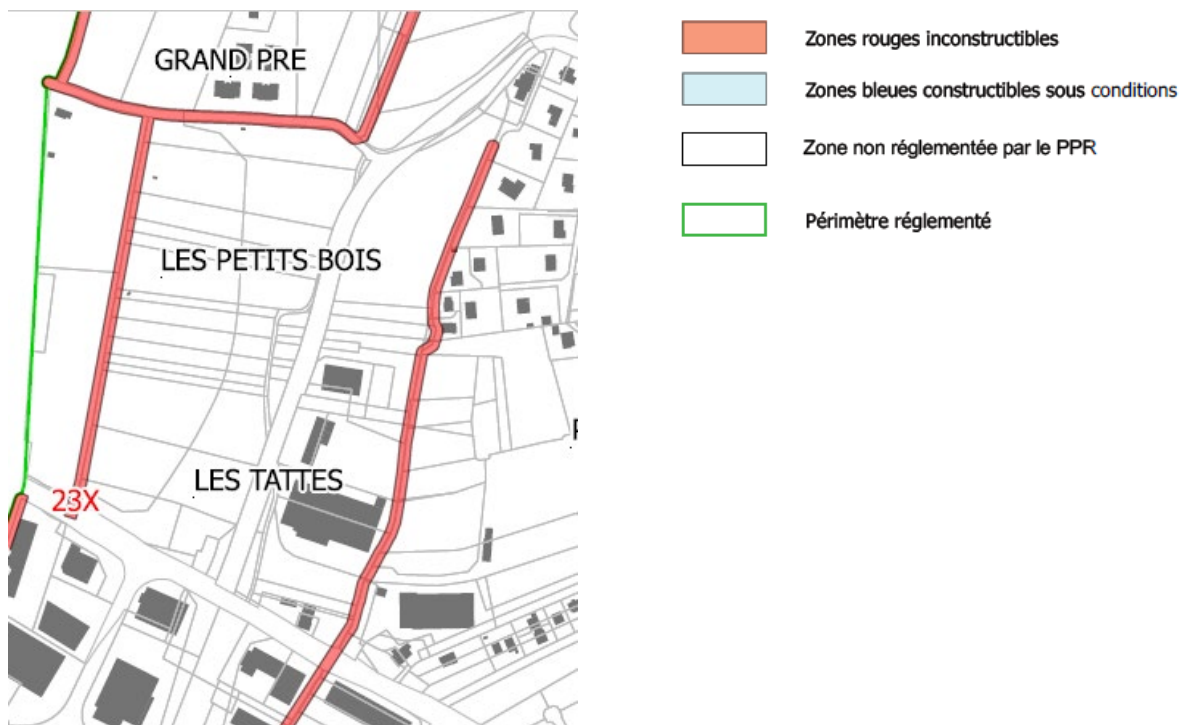 GRAND PRE
LES PETITS BOIS
LES TATTES
23X
Zones rouges inconstructibles
Zones bleues constructibles sous conditions
Zone non réglementée par le PPR
Périmètre réglementé